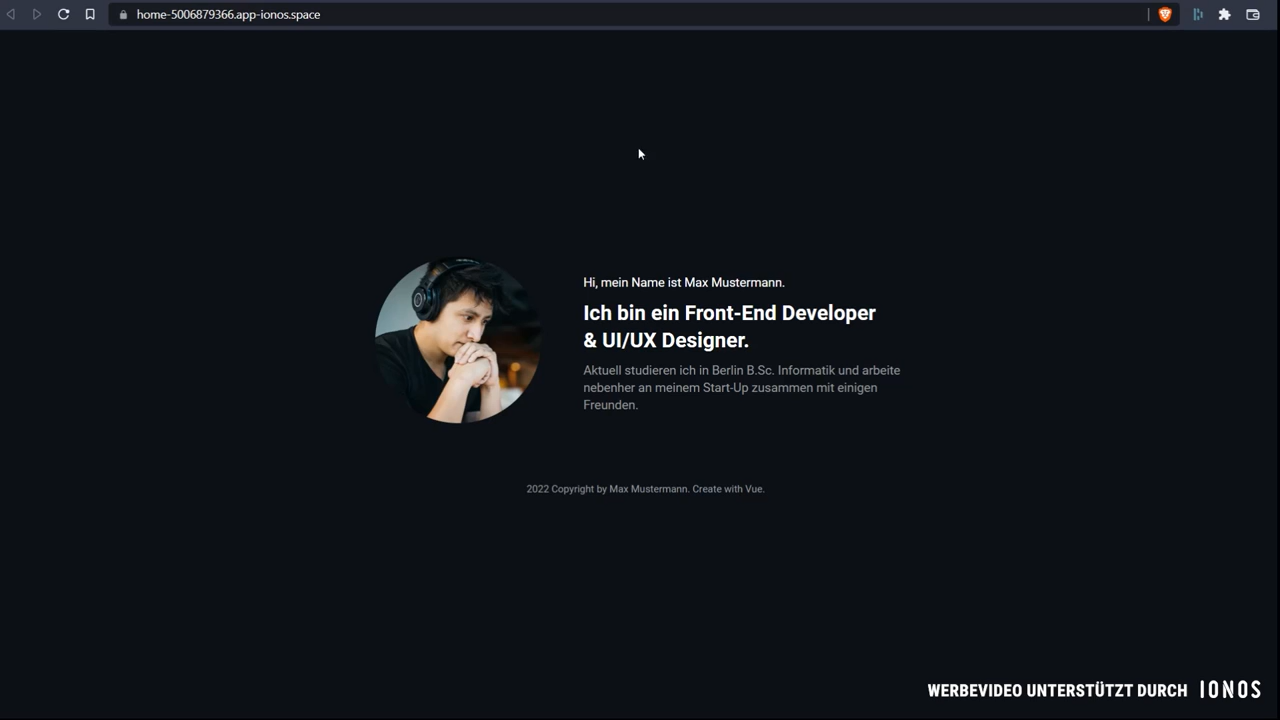 home-5006879366.app-ionos.space
Hi, mein Name ist Max Mustermann.
Ich bin ein Front-End Developer
& UI/UX Designer.
Aktuell studieren ich in Berlin B.Sc. Informatik und arbeite
nebenher an meinem Start-Up zusammen mit einigen
Freunden.
2022 Copyright by Max Mustermann. Create with Vue.
WERBEVIDEO UNTERSTÜTZT DURCH IONOS